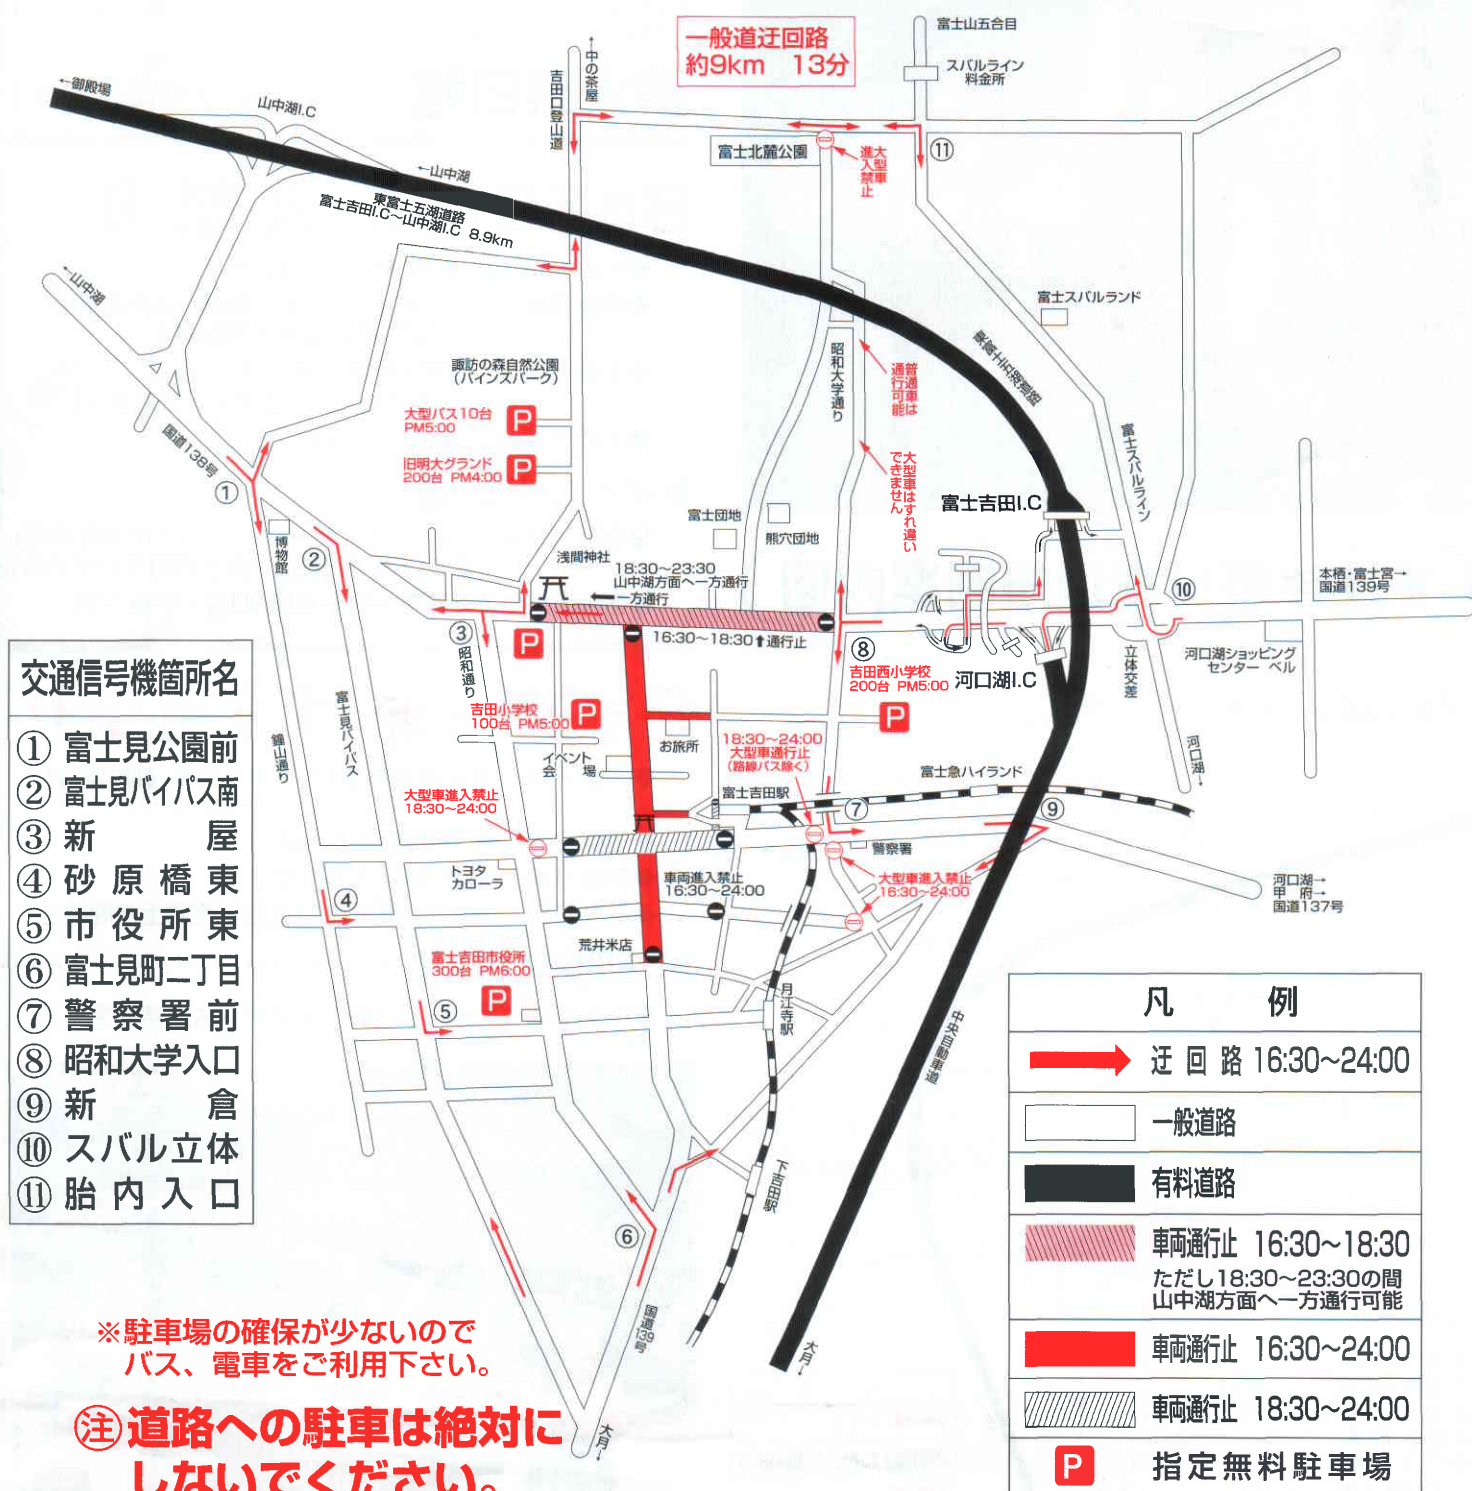 一般道迂回路
約9km 13分
富士山五合目
スバルライン
料金所
←中の茶屋
吉田口登山道
←御殿場
山中湖I.C
←山中湖
東富士五湖道路
富士吉田I.C～山中湖I.C 8.9km
富士北麓公園
大型車
進入禁止
⑪
←山中湖
富士スバルランド
東富士五湖道路
昭和大学通り
普通車は
通行可能
諏訪の森自然公園
(パインズパーク)
大型バス10台
PM5:00
P
旧明大グランド
200台 PM4:00
P
国道138号
①
大型車はすれ違い
できません
富士スバルライン
富士吉田I.C
富士団地
熊穴団地
博物館
②
浅間神社
18:30～23:30
山中湖方面へ一方通行
←一方通行
本栖・富士宮→
国道139号
⑩
③
昭和通り
P
16:30～18:30⬆通行止
⑧
吉田西小学校
200台 PM5:00
P
河口湖I.C
立体交差
河口湖ショッピング
センター ベル
河口湖→
富士見バイパス
鐘山通り
吉田小学校
100台 PM5:00
P
お旅所
イベント
会場
18:30～24:00
大型車通行止
(路線バス除く)
富士急ハイランド
富士吉田駅
⑦
⑨
大型車進入禁止
18:30～24:00
警察署
トヨタ
カローラ
車両進入禁止
16:30～24:00
大型車進入禁止
16:30～24:00
河口湖→
甲府→
国道137号
④
荒井米店
富士吉田市役所
300台 PM6:00
P
⑤
月江寺駅
中央自動車道
下吉田駅
⑥
国道139号
大月→
大月→
交通信号機箇所名
① 富士見公園前
② 富士見バイパス南
③ 新屋
④ 砂原橋東
⑤ 市役所東
⑥ 富士見町二丁目
⑦ 警察署前
⑧ 昭和大学入口
⑨ 新倉
⑩ スバル立体
⑪ 胎内入口
凡例
迂回路 16:30～24:00
一般道路
有料道路
車両通行止 16:30～18:30
ただし18:30～23:30の間
山中湖方面へ一方通行可能
車両通行止 16:30～24:00
車両通行止 18:30～24:00
P 指定無料駐車場
※駐車場の確保が少ないので
バス、電車をご利用下さい。
㊟道路への駐車は絶対に
しないでください。